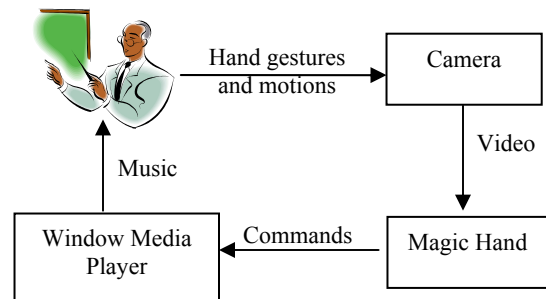 Hand gestures
and motions
Camera
Video
Music
Window Media
Player
Commands
Magic Hand